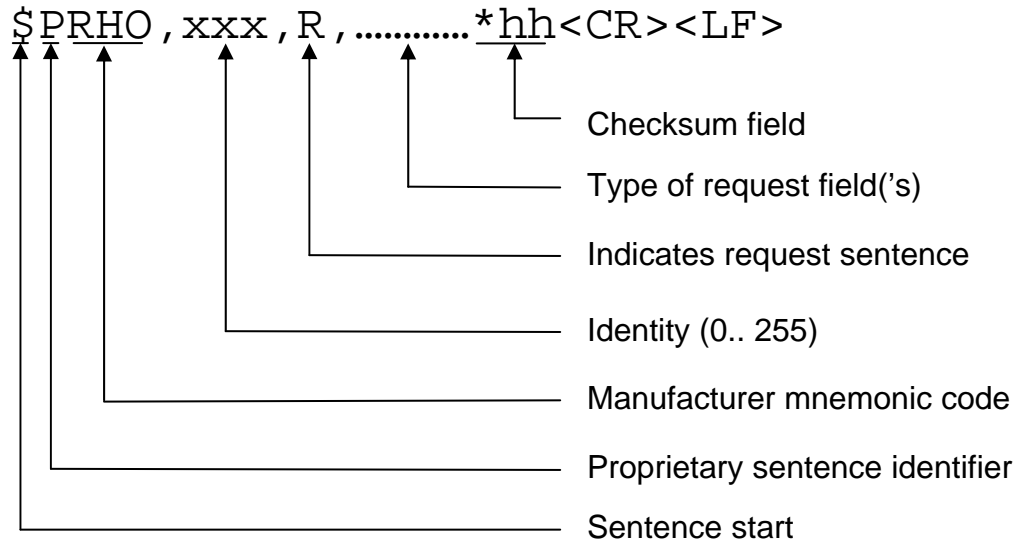 $PRHO,xxx,R,............*hh<CR><LF>
Checksum field
Type of request field('s)
Indicates request sentence
Identity (0.. 255)
Manufacturer mnemonic code
Proprietary sentence identifier
Sentence start